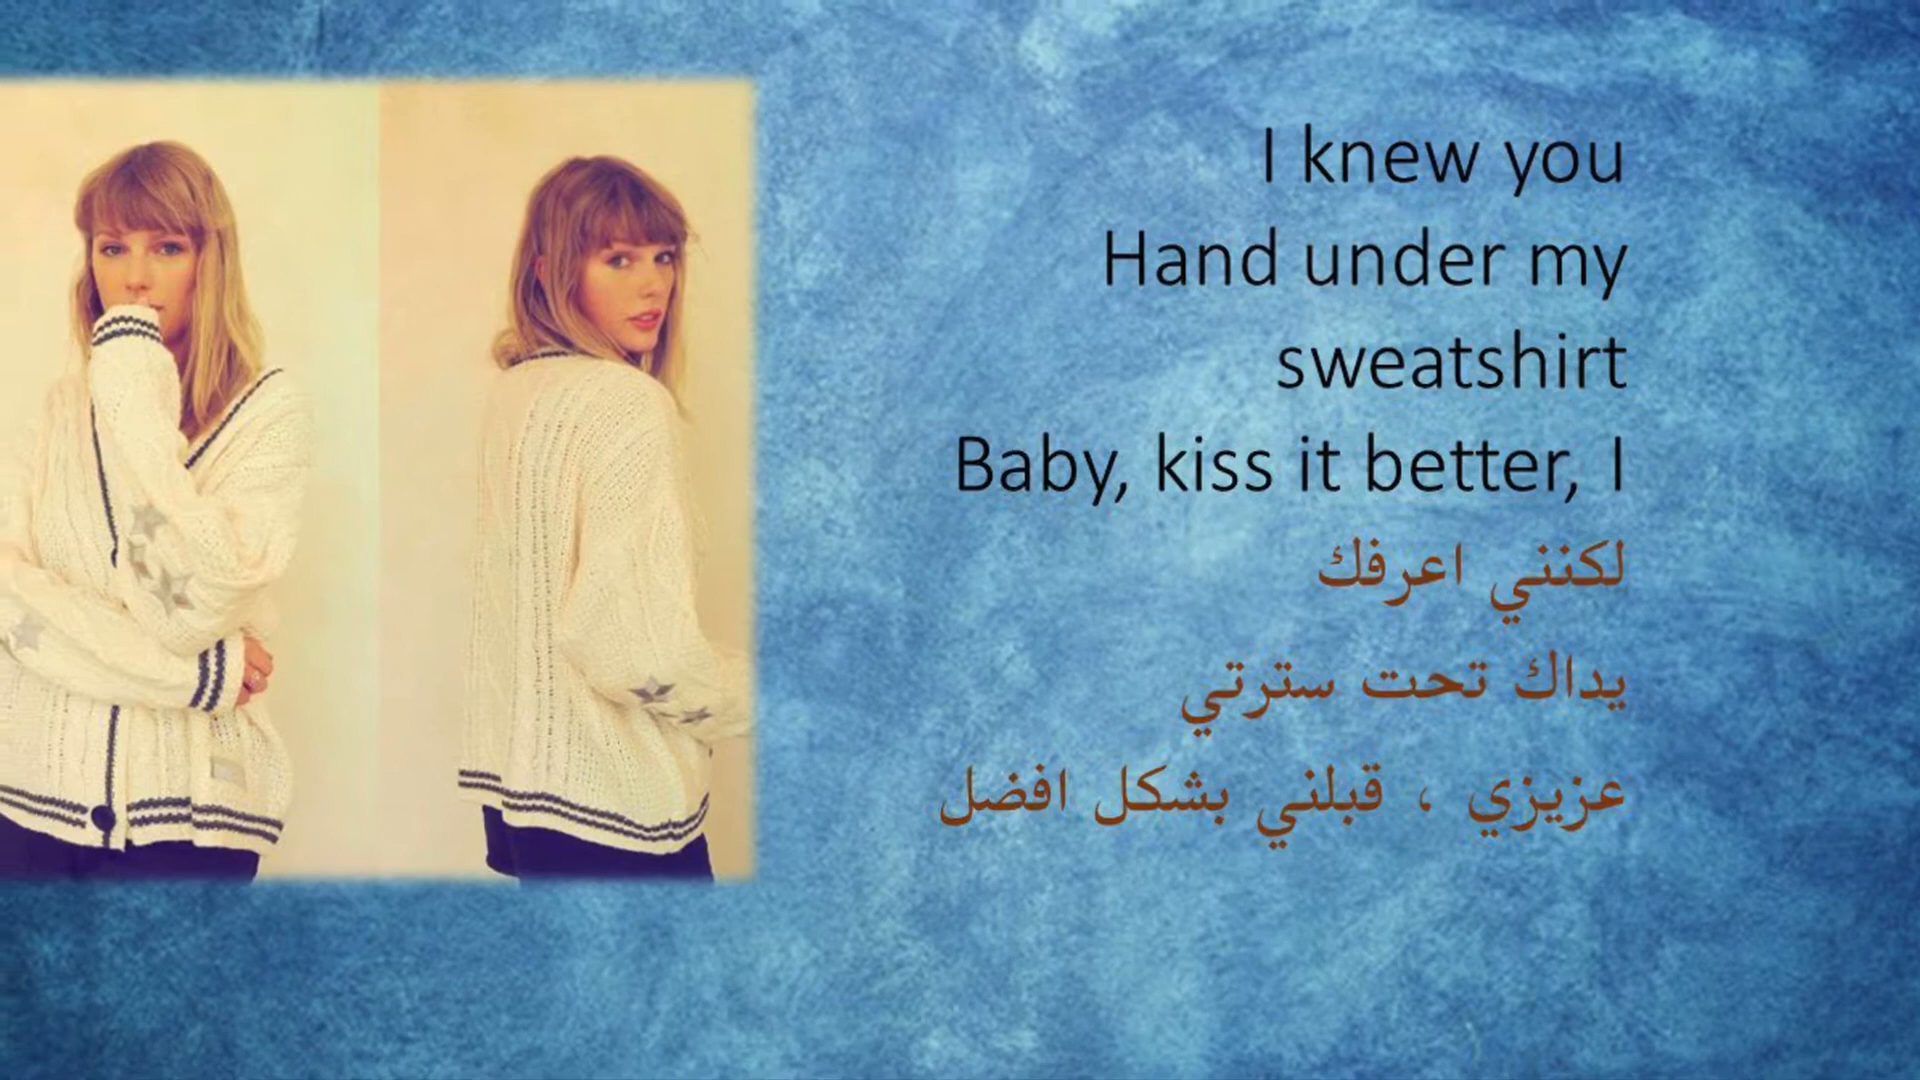 I knew you
Hand under my
sweatshirt
Baby, kiss it better, I
لكنني اعرفك
يداك تحت سترتي
عزيزي ، قبلني بشكل افضل